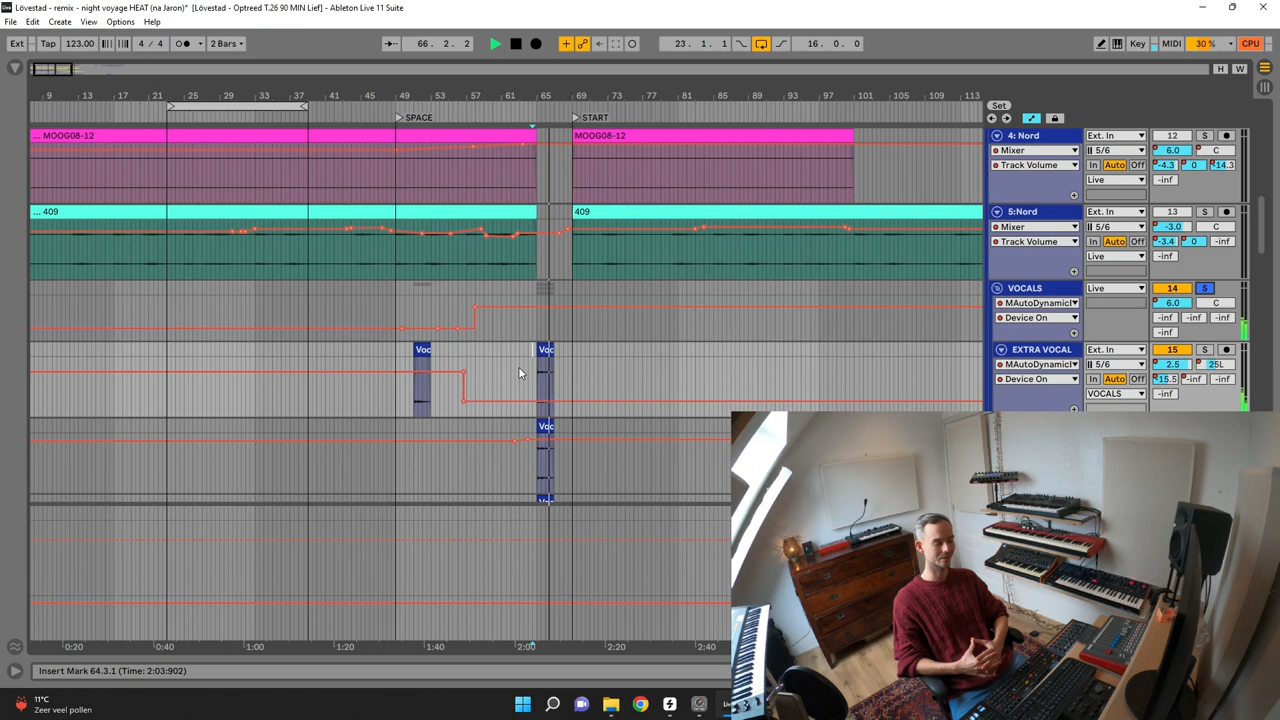 Lövestad - remix - night voyage HEAT (na Jaron)* [Lövestad - Optreed T.26 90 MIN Lief] - Ableton Live 11 Suite
File Edit Create View Options Help
Ext Tap 123.00 4 / 4 2 Bars 66 . 2 . 2 23 . 1 . 1 16 . 0 . 0 Key MIDI 30 % CPU
H W
9 13 17 21 25 29 33 37 41 45 49 53 57 61 65 69 73 77 81 85 89 93 97 101 105 109 113
Set
SPACE START
... MOOG08-12 MOOG08-12 4: Nord Ext. In 12 S
Mixer 5/6 6.0 C
Track Volume In Auto Off -4.3 0 -14.3
Live -inf
... 409 409 5:Nord Ext. In 13 S
Mixer 5/6 -3.0 C
Track Volume In Auto Off -3.4 0 -inf
Live -inf
VOCALS Live 14 S
MAutoDynamicl 6.0 C
Device On -inf -inf -inf
-inf
Voc Voc EXTRA VOCAL Ext. In 15 S
MAutoDynamicl 5/6 2.5 25L
Device On In Auto Off -15.5 -inf -inf
VOCALS -inf
Voc
0:20 0:40 1:00 1:20 1:40 2:00 2:20 2:40
Insert Mark 64.3.1 (Time: 2:03:902)
11°C
Zeer veel pollen